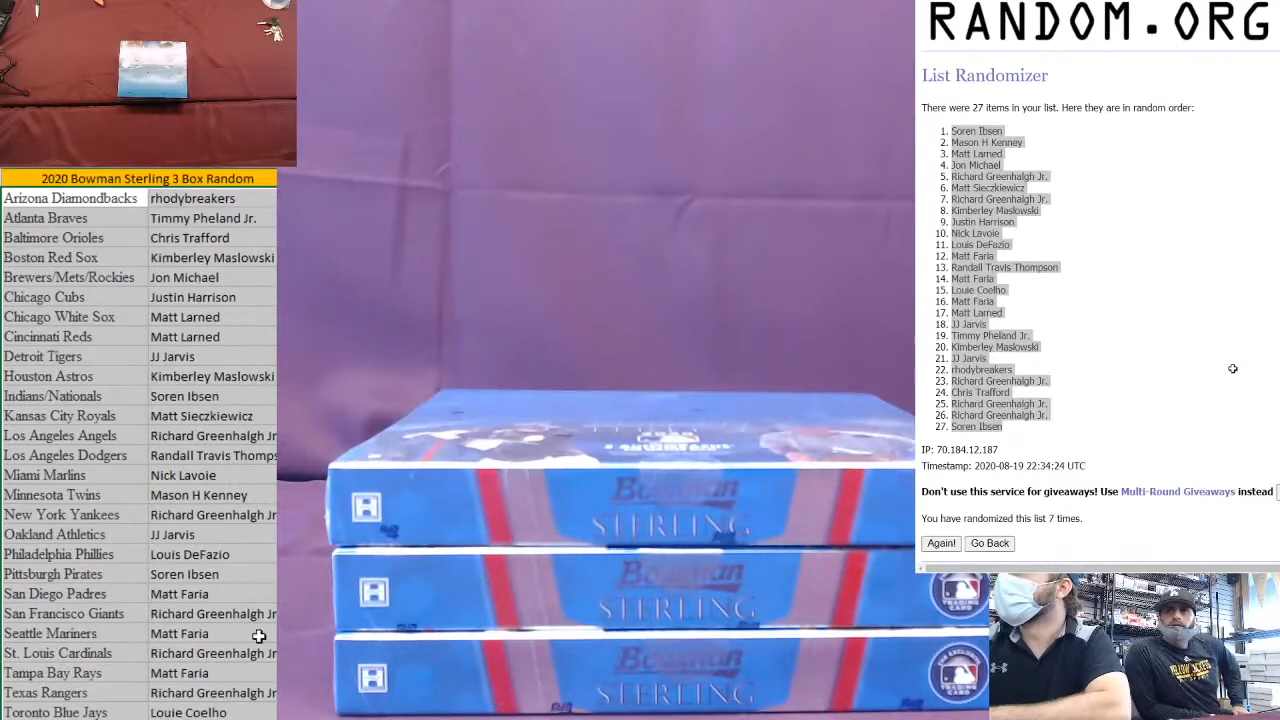 RANDOM.ORG
List Randomizer
There were 27 items in your list. Here they are in random order:
1. Soren Ibsen
2. Mason H Kenney
3. Matt Larned
4. Jon Michael
5. Richard Greenhalgh Jr.
6. Matt Sieczkiewicz
7. Richard Greenhalgh Jr.
8. Kimberley Maslowski
9. Justin Harrison
10. Nick Lavoie
11. Louis DeFazio
12. Matt Faria
13. Randall Travis Thompson
14. Matt Faria
15. Louie Coelho
16. Matt Faria
17. Matt Larned
18. JJ Jarvis
19. Timmy Pheland Jr.
20. Kimberley Maslowski
21. JJ Jarvis
22. rhodybreakers
23. Richard Greenhalgh Jr.
24. Chris Trafford
25. Richard Greenhalgh Jr.
26. Richard Greenhalgh Jr.
27. Soren Ibsen
IP: 70.184.12.187
Timestamp: 2020-08-19 22:34:24 UTC
Don't use this service for giveaways! Use Multi-Round Giveaways instead
You have randomized this list 7 times.
Again! Go Back
2020 Bowman Sterling 3 Box Random
Arizona Diamondbacks rhodybreakers
Atlanta Braves Timmy Pheland Jr.
Baltimore Orioles Chris Trafford
Boston Red Sox Kimberley Maslowski
Brewers/Mets/Rockies Jon Michael
Chicago Cubs Justin Harrison
Chicago White Sox Matt Larned
Cincinnati Reds Matt Larned
Detroit Tigers JJ Jarvis
Houston Astros Kimberley Maslowski
Indians/Nationals Soren Ibsen
Kansas City Royals Matt Sieczkiewicz
Los Angeles Angels Richard Greenhalgh Jr
Los Angeles Dodgers Randall Travis Thomps
Miami Marlins Nick Lavoie
Minnesota Twins Mason H Kenney
New York Yankees Richard Greenhalgh Jr
Oakland Athletics JJ Jarvis
Philadelphia Phillies Louis DeFazio
Pittsburgh Pirates Soren Ibsen
San Diego Padres Matt Faria
San Francisco Giants Richard Greenhalgh Jr
Seattle Mariners Matt Faria
St. Louis Cardinals Richard Greenhalgh Jr
Tampa Bay Rays Matt Faria
Texas Rangers Richard Greenhalgh Jr
Toronto Blue Jays Louie Coelho
H Bowman
STERLING
H Bowman
STERLING
H Bowman
STERLING